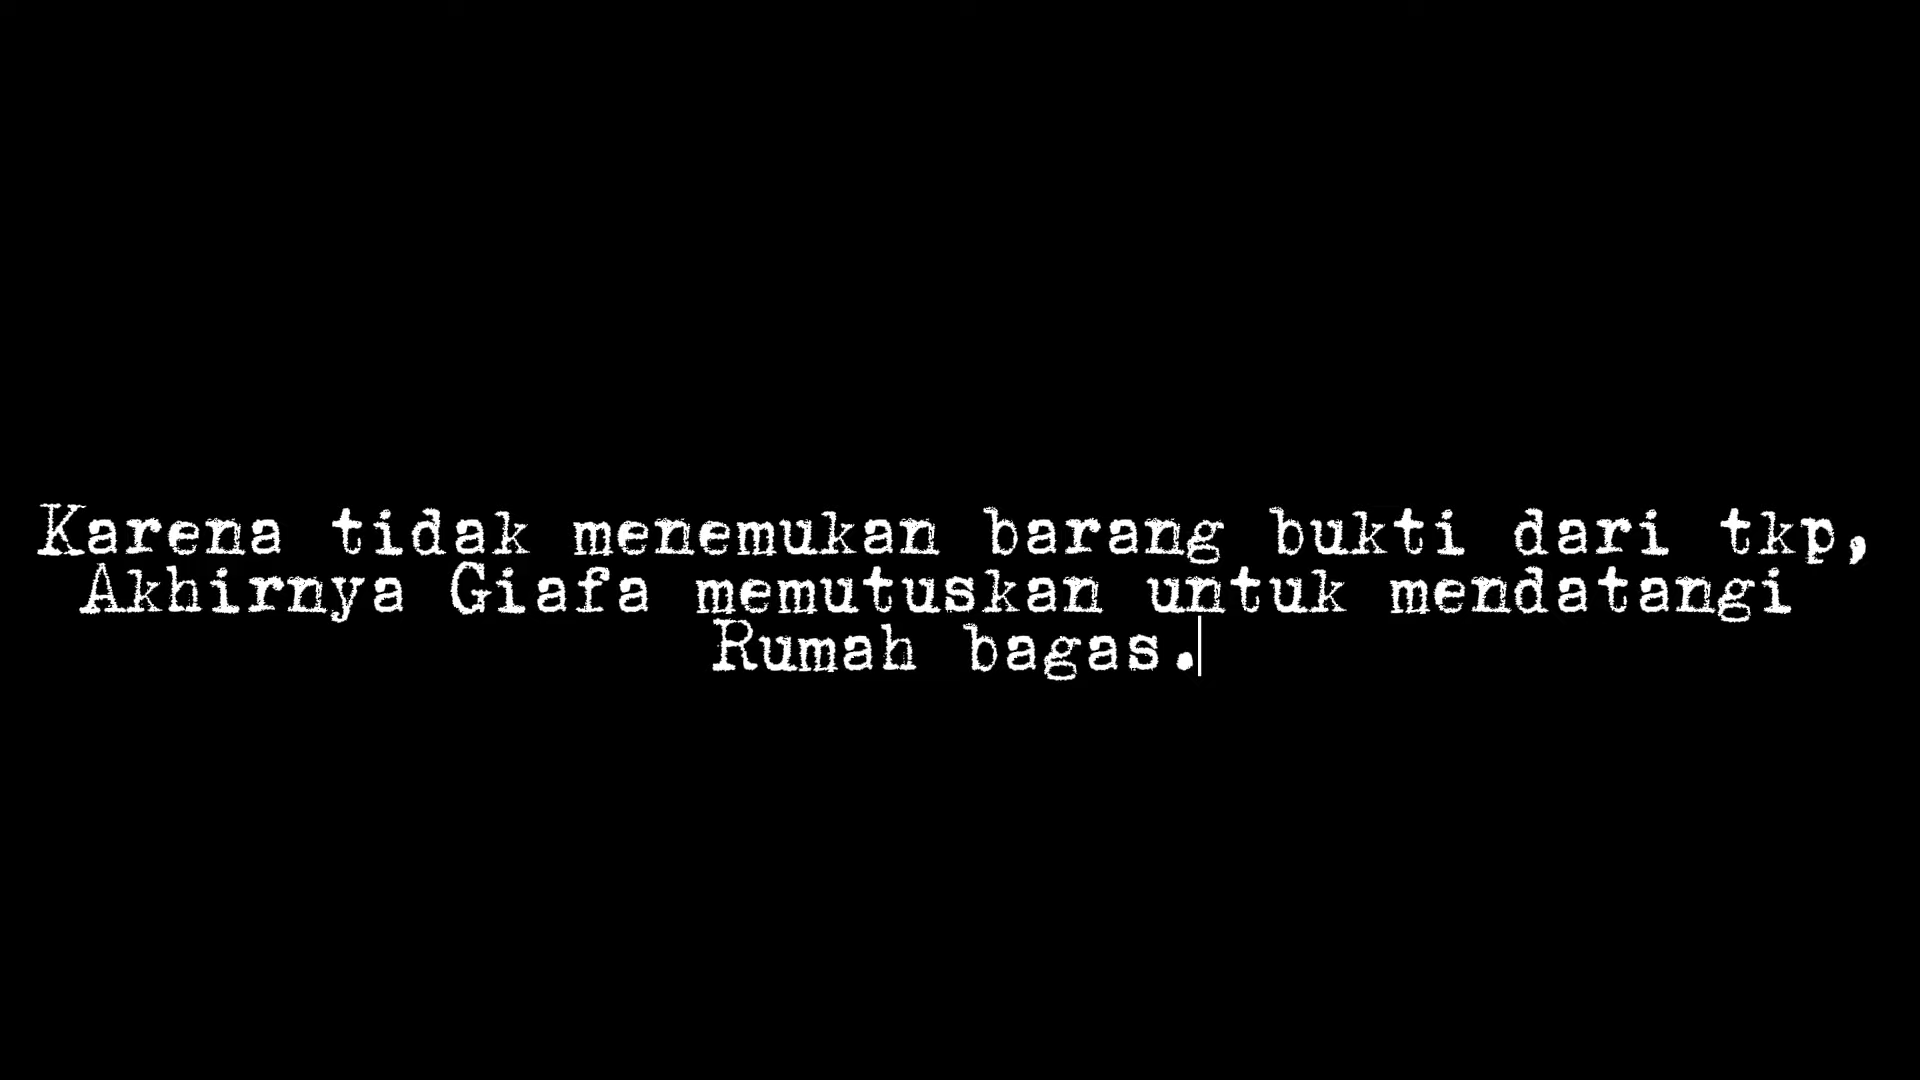 Karena tidak menemukan barang bukti dari tkp,
Akhirnya Giafa memutuskan untuk mendatangi
Rumah bagas.